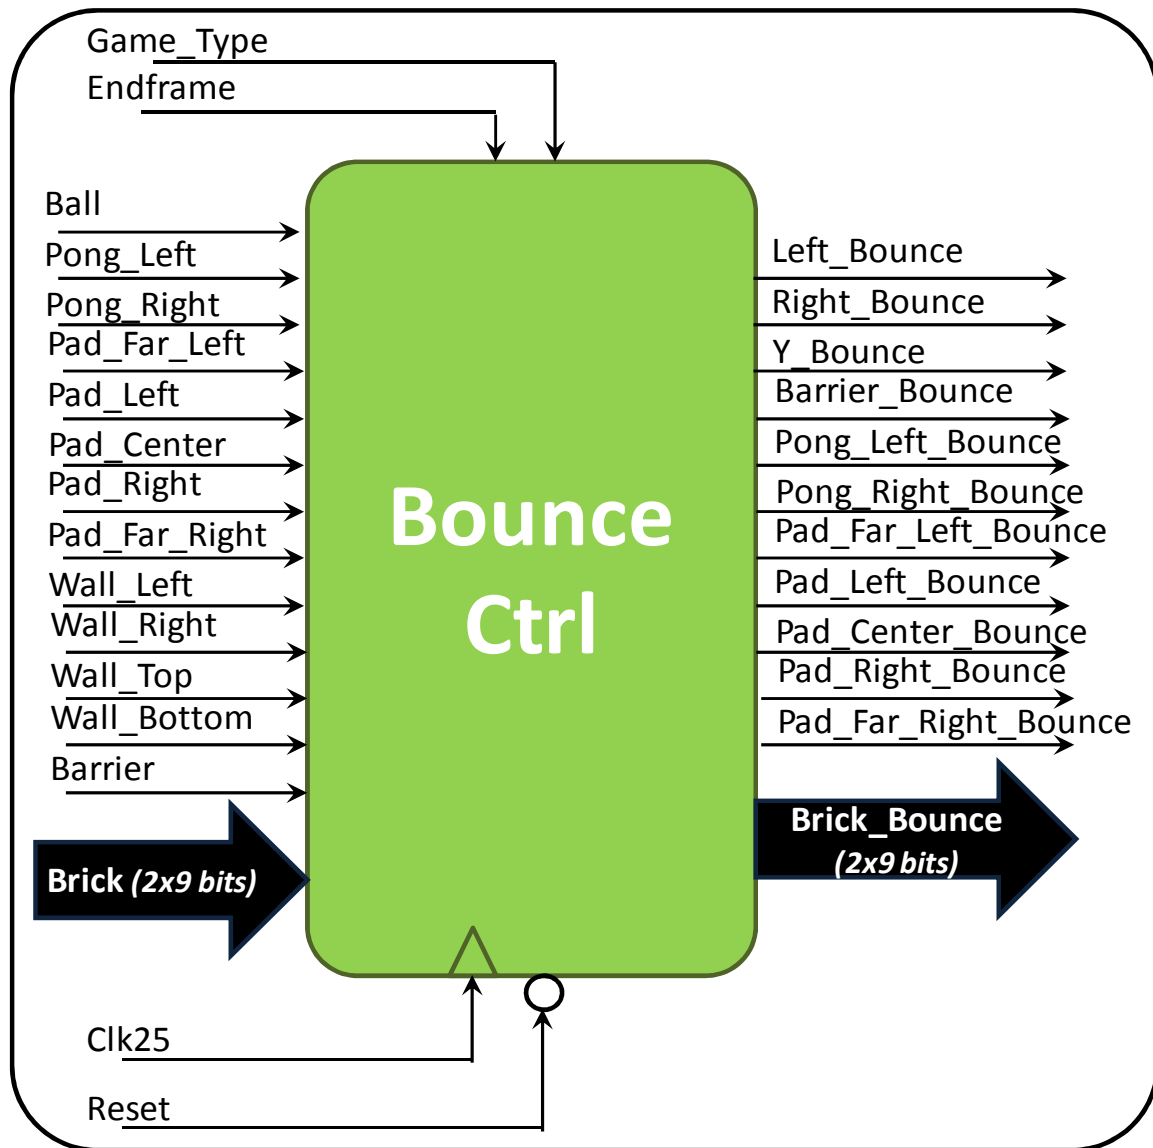 Game_Type
Endframe
Ball
Pong_Left
Pong_Right
Pad_Far_Left
Pad_Left
Pad_Center
Pad_Right
Pad_Far_Right
Wall_Left
Wall_Right
Wall_Top
Wall_Bottom
Barrier
Brick (2x9 bits)
Bounce
Ctrl
Left_Bounce
Right_Bounce
Y_Bounce
Barrier_Bounce
Pong_Left_Bounce
Pong_Right_Bounce
Pad_Far_Left_Bounce
Pad_Left_Bounce
Pad_Center_Bounce
Pad_Right_Bounce
Pad_Far_Right_Bounce
Brick_Bounce
(2x9 bits)
Clk25
Reset